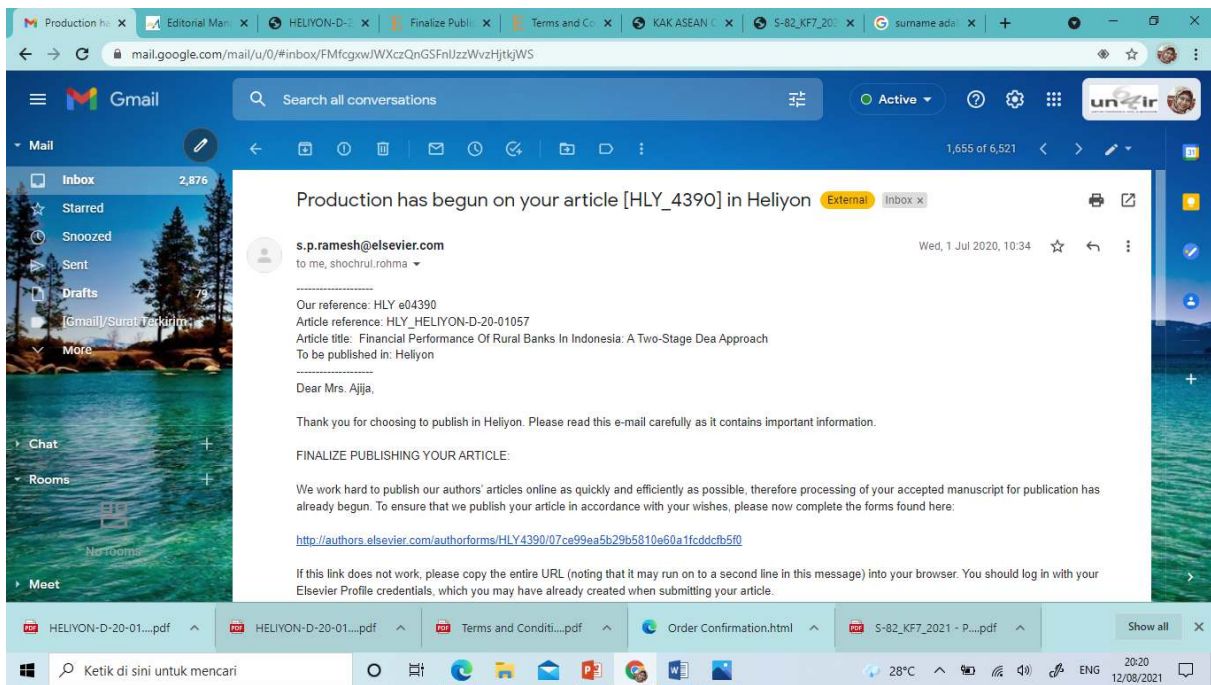 Production ha
Editorial Man
HELIYON-D-2
Finalize Publi
Terms and Co
KAK ASEAN C
S-82_KF7_202
surname adal
mail.google.com/mail/u/0/#inbox/FMfcgxwJWXczQnGSFnlJzzWvzHjtkjWS
Gmail
Search all conversations
Active
Mail
1,655 of 6,521
31
Inbox 2,876
Starred
Snoozed
Sent
Drafts 79
[Gmail]/Surat Terkirim
More
Chat
Rooms
No rooms
Meet
Production has begun on your article [HLY_4390] in Heliyon External Inbox x
s.p.ramesh@elsevier.com Wed, 1 Jul 2020, 10:34
to me, shochrul.rohma
--------------------
Our reference: HLY e04390
Article reference: HLY_HELIYON-D-20-01057
Article title: Financial Performance Of Rural Banks In Indonesia: A Two-Stage Dea Approach
To be published in: Heliyon
--------------------
Dear Mrs. Ajija,
Thank you for choosing to publish in Heliyon. Please read this e-mail carefully as it contains important information.
FINALIZE PUBLISHING YOUR ARTICLE:
We work hard to publish our authors' articles online as quickly and efficiently as possible, therefore processing of your accepted manuscript for publication has
already begun. To ensure that we publish your article in accordance with your wishes, please now complete the forms found here:
http://authors.elsevier.com/authorforms/HLY4390/07ce99ea5b29b5810e60a1fcddcfb5f0
If this link does not work, please copy the entire URL (noting that it may run on to a second line in this message) into your browser. You should log in with your
Elsevier Profile credentials, which you may have already created when submitting your article.
HELIYON-D-20-01....pdf
HELIYON-D-20-01....pdf
Terms and Conditi....pdf
Order Confirmation.html
S-82_KF7_2021 - P....pdf
Show all
Ketik di sini untuk mencari
28°C
ENG
20:20
12/08/2021